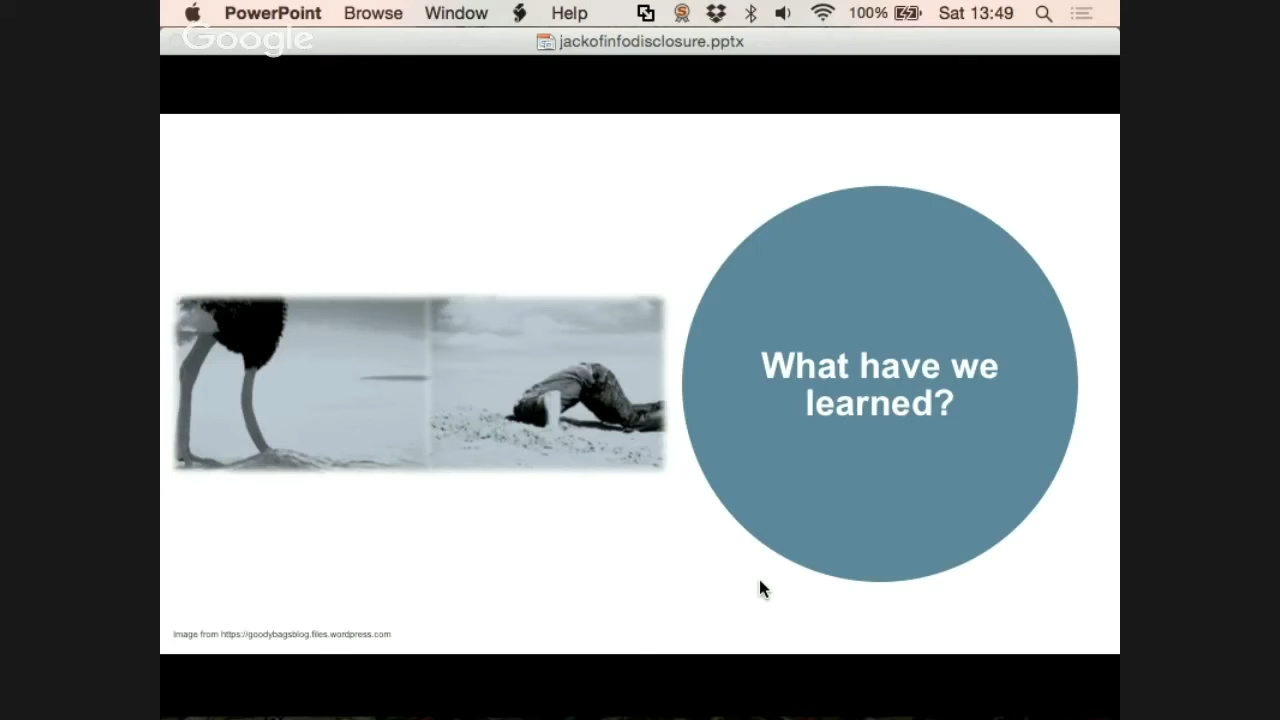 PowerPoint Browse Window Help 100% Sat 13:49
Google
jackofinfodisclosure.pptx
What have we
learned?
Image from https://goodybagsblog.files.wordpress.com